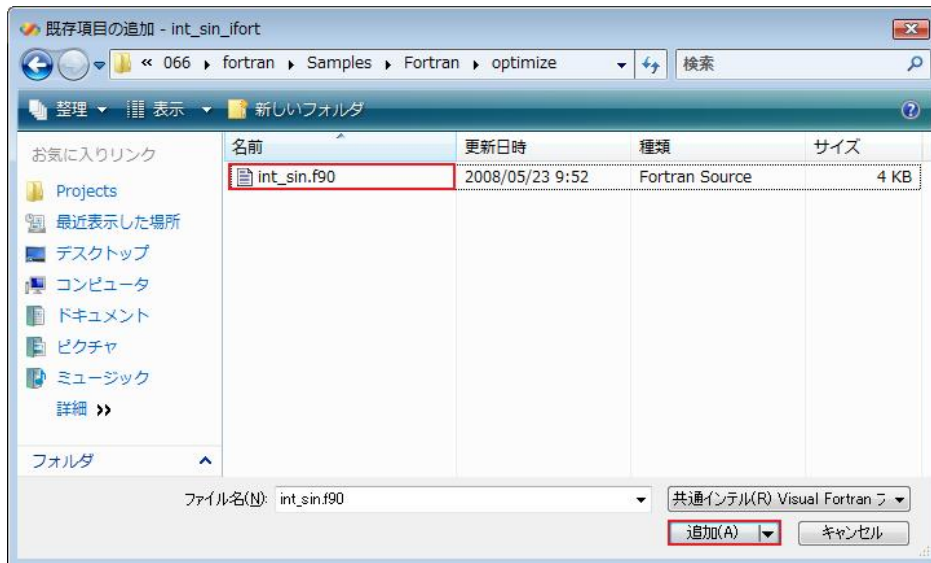 既存項目の追加 - int_sin_ifort
« 066 ▸ fortran ▸ Samples ▸ Fortran ▸ optimize 検索
整理 表示 新しいフォルダ
お気に入りリンク
Projects
最近表示した場所
デスクトップ
コンピュータ
ドキュメント
ピクチャ
ミュージック
詳細 »
フォルダ
名前 更新日時 種類 サイズ
int_sin.f90 2008/05/23 9:52 Fortran Source 4 KB
ファイル名(N): int_sin.f90 共通インテル(R) Visual Fortran フ
追加(A) キャンセル